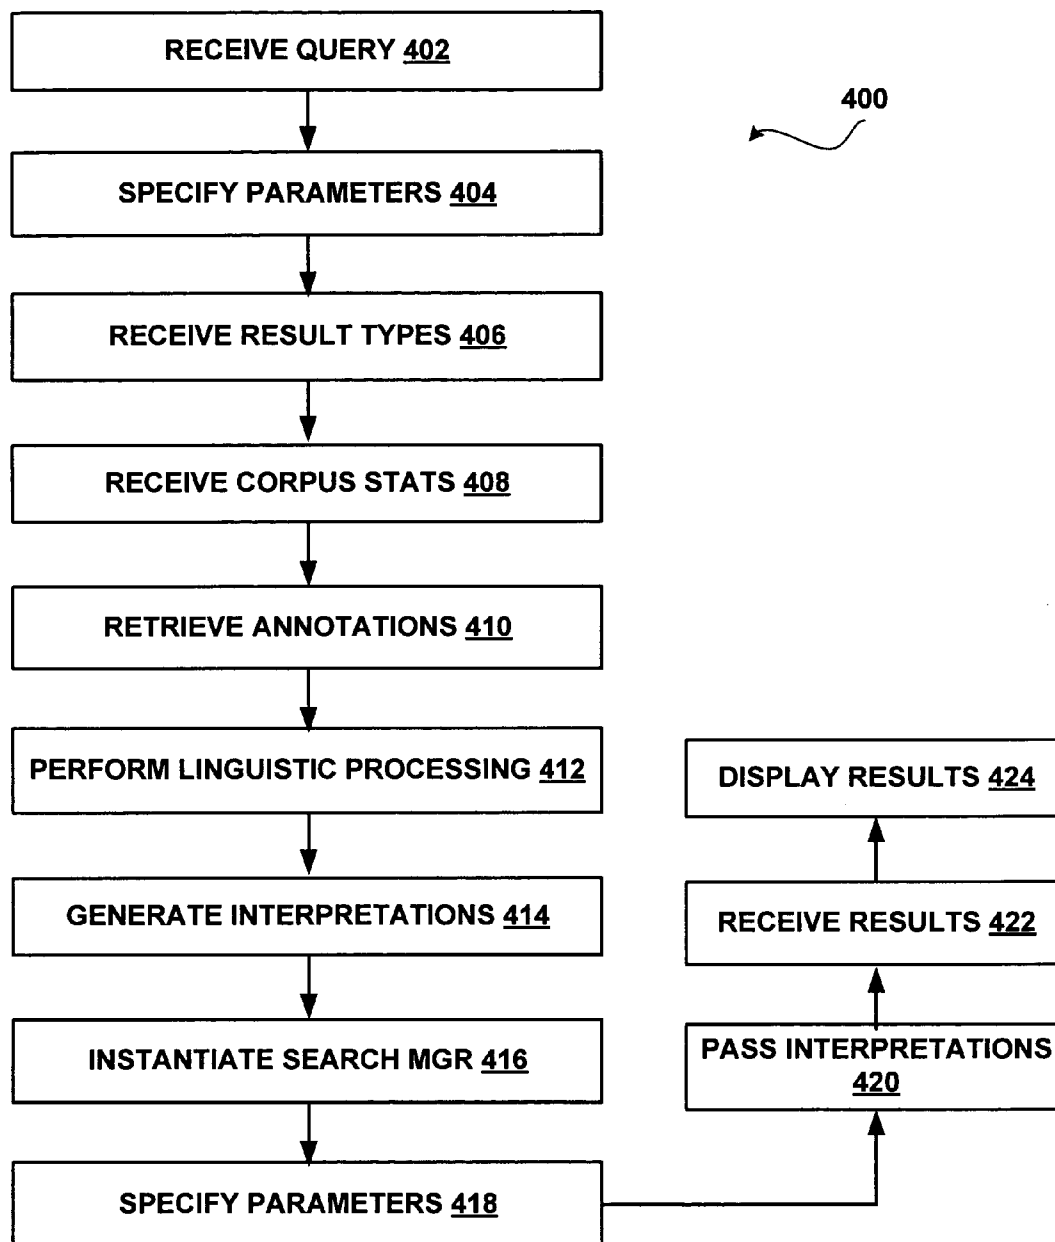 RECEIVE QUERY 402
400
SPECIFY PARAMETERS 404
RECEIVE RESULT TYPES 406
RECEIVE CORPUS STATS 408
RETRIEVE ANNOTATIONS 410
PERFORM LINGUISTIC PROCESSING 412
GENERATE INTERPRETATIONS 414
INSTANTIATE SEARCH MGR 416
SPECIFY PARAMETERS 418
PASS INTERPRETATIONS
420
RECEIVE RESULTS 422
DISPLAY RESULTS 424